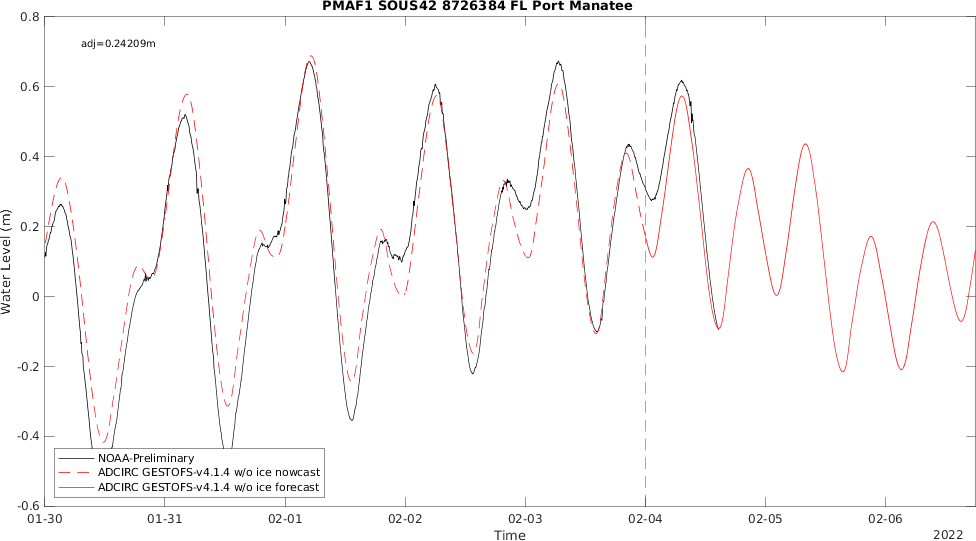 PMAF1 SOUS42 8726384 FL Port Manatee
adj=0.24209m
0.8
0.6
0.4
0.2
0
-0.2
-0.4
-0.6
Water Level (m)
NOAA-Preliminary
ADCIRC GESTOFS-v4.1.4 w/o ice nowcast
ADCIRC GESTOFS-v4.1.4 w/o ice forecast
01-30 01-31 02-01 02-02 02-03 02-04 02-05 02-06
Time
2022